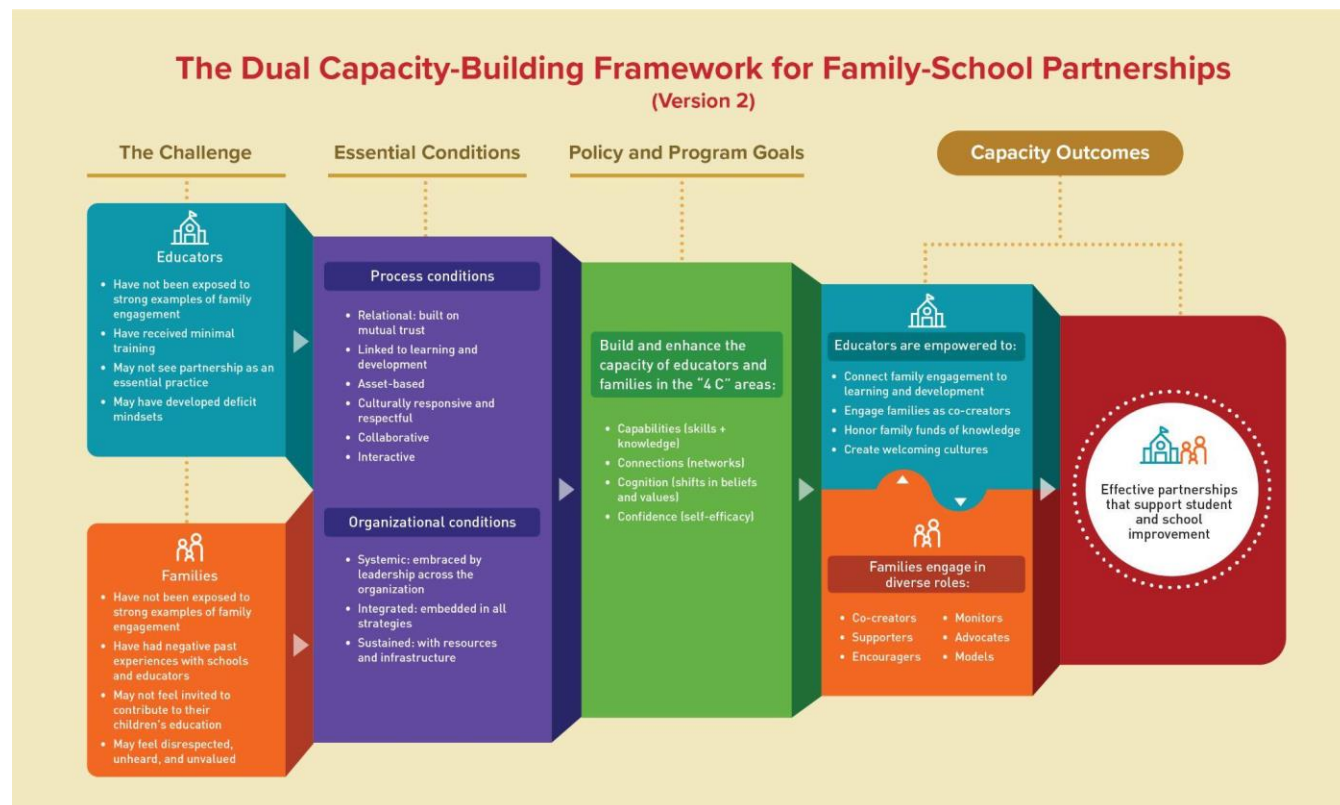 The Dual Capacity-Building Framework for Family-School Partnerships
(Version 2)
The Challenge
Essential Conditions
Policy and Program Goals
Capacity Outcomes
Educators
• Have not been exposed to
strong examples of family
engagement
• Have received minimal
training
• May not see partnership as an
essential practice
• May have developed deficit
mindsets
Families
• Have not been exposed to
strong examples of family
engagement
• Have had negative past
experiences with schools
and educators
• May not feel invited to
contribute to their
children's education
• May feel disrespected,
unheard, and unvalued
Process conditions
• Relational: built on
mutual trust
• Linked to learning and
development
• Asset-based
• Culturally responsive and
respectful
• Collaborative
• Interactive
Organizational conditions
• Systemic: embraced by
leadership across the
organization
• Integrated: embedded in all
strategies
• Sustained: with resources
and infrastructure
Build and enhance the
capacity of educators and
families in the "4 C" areas:
• Capabilities (skills +
knowledge)
• Connections (networks)
• Cognition (shifts in beliefs
and values)
• Confidence (self-efficacy)
Educators are empowered to:
• Connect family engagement to
learning and development
• Engage families as co-creators
• Honor family funds of knowledge
• Create welcoming cultures
Families engage in
diverse roles:
• Co-creators
• Supporters
• Encouragers
• Monitors
• Advocates
• Models
Effective partnerships
that support student
and school
improvement